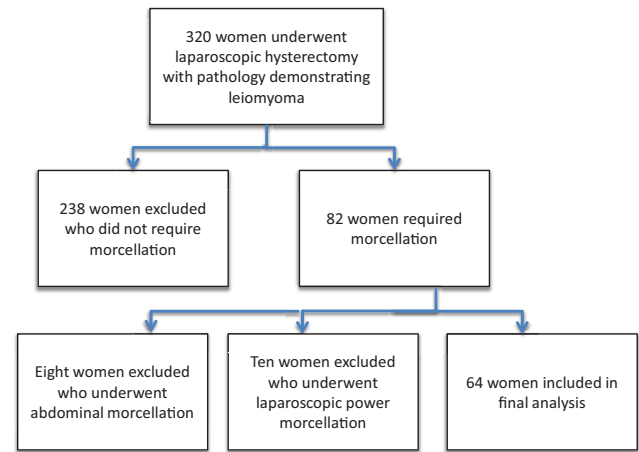 320 women underwent
laparoscopic hysterectomy
with pathology demonstrating
leiomyoma
238 women excluded
who did not require
morcellation
82 women required
morcellation
Eight women excluded
who underwent
abdominal morcellation
Ten women excluded
who underwent
laparoscopic power
morcellation
64 women included in
final analysis